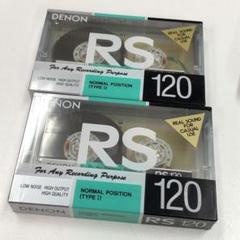 DENON
RS
REAL SOUND
FOR
CASUAL
USE
For Any Recording Purpose
LOW NOISE HIGH OUTPUT
HIGH QUALITY
NORMAL POSITION
(TYPE I)
120
DENON
RS
REAL SOUND
FOR
CASUAL
USE
For Any Recording Purpose
LOW NOISE HIGH OUTPUT
HIGH QUALITY
NORMAL POSITION
(TYPE I)
120
DENON
RS 120